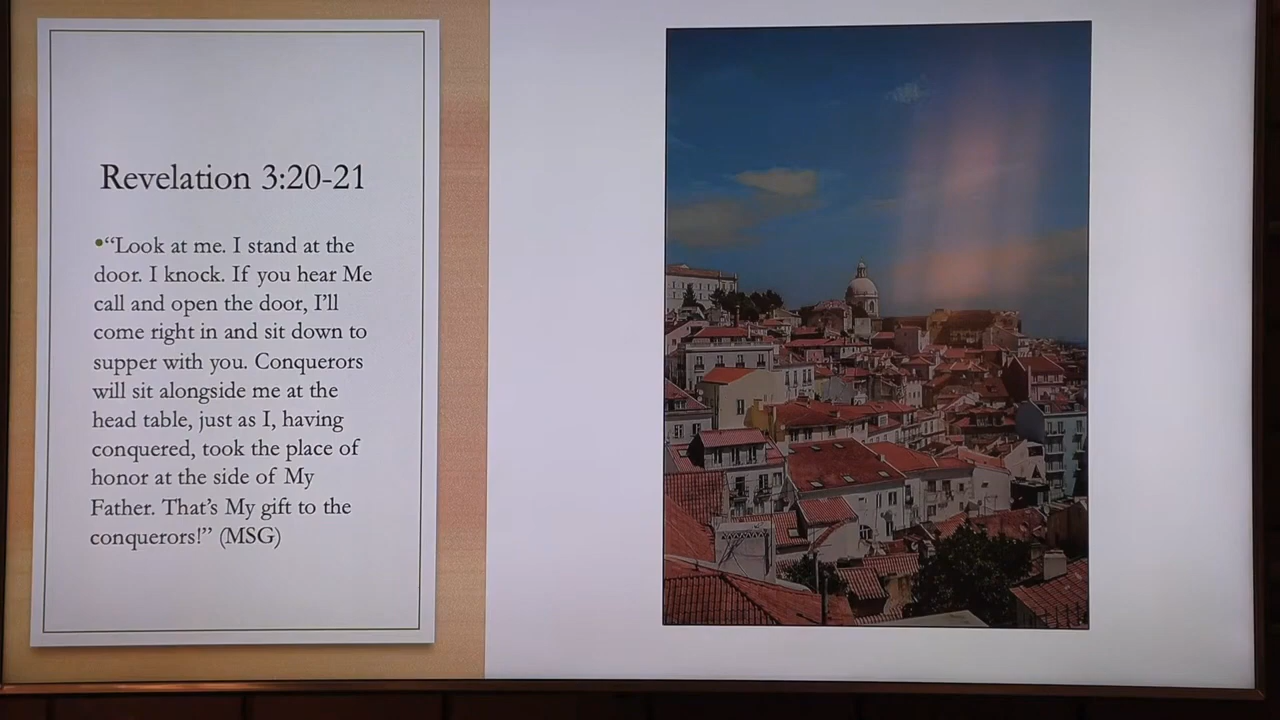 Revelation 3:20-21
•“Look at me. I stand at the
door. I knock. If you hear Me
call and open the door, I’ll
come right in and sit down to
supper with you. Conquerors
will sit alongside me at the
head table, just as I, having
conquered, took the place of
honor at the side of My
Father. That’s My gift to the
conquerors!” (MSG)